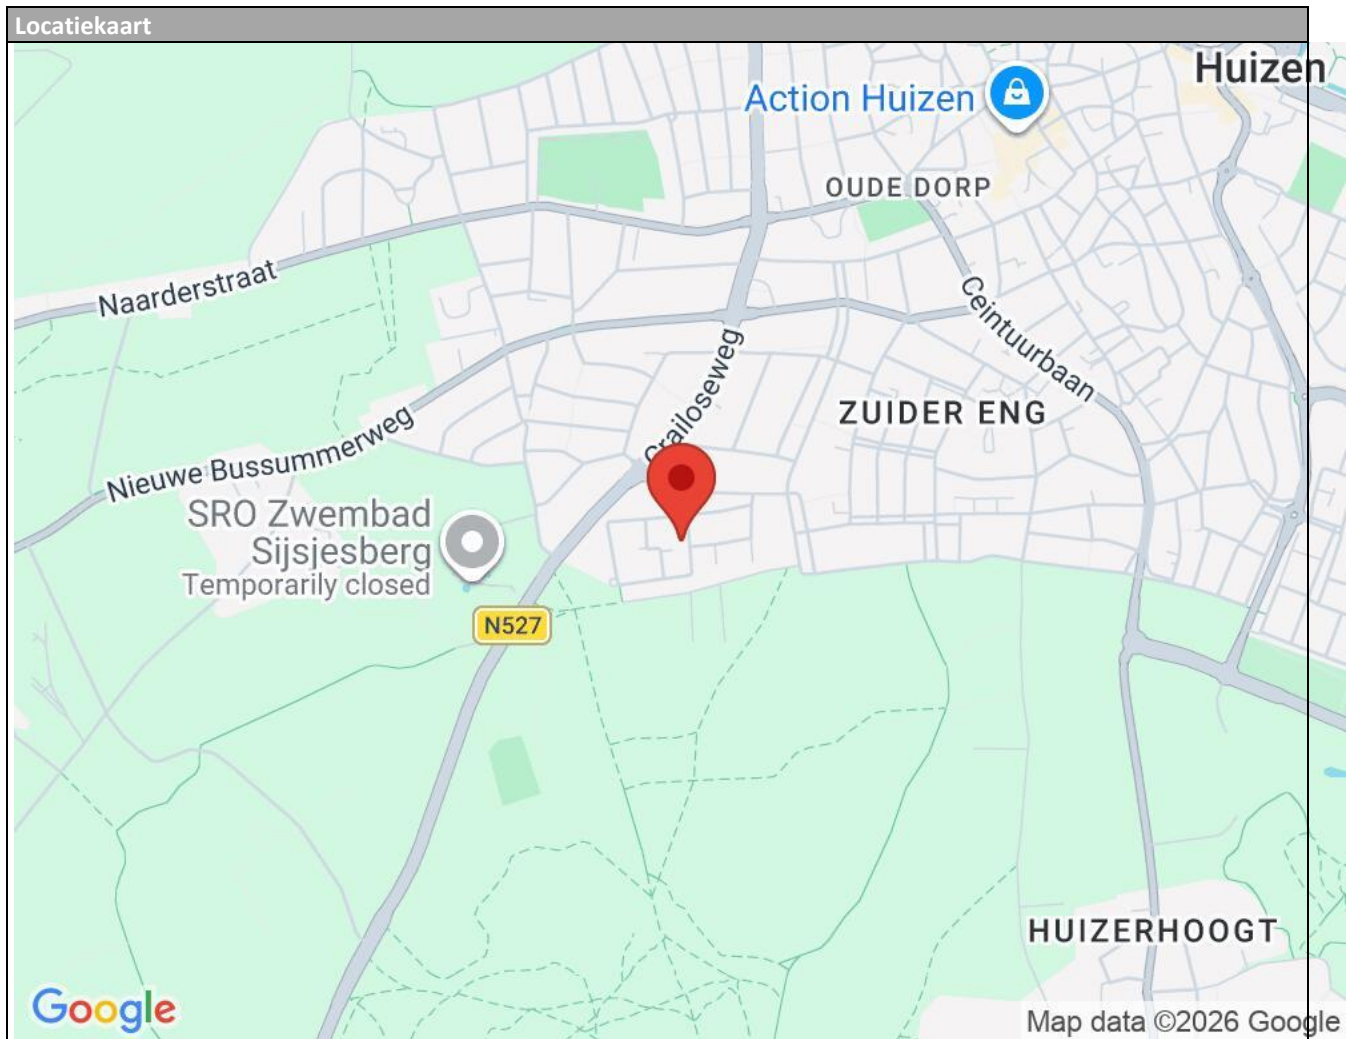 Locatiekaart
Huizen
Action Huizen
OUDE DORP
Naarderstraat
Ceintuurbaan
Crailoseweg
ZUIDER ENG
Nieuwe Bussummerweg
SRO Zwembad
Sijsjesberg
Temporarily closed
N527
HUIZERHOOGT
Google
Map data ©2026 Google